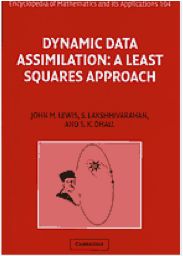 Encyclopedia of Mathematics and Its Applications 104
DYNAMIC DATA
ASSIMILATION: A LEAST
SQUARES APPROACH
JOHN M. LEWIS, S. LAKSHMIVARAHAN,
AND S. K. DHALL
CAMBRIDGE